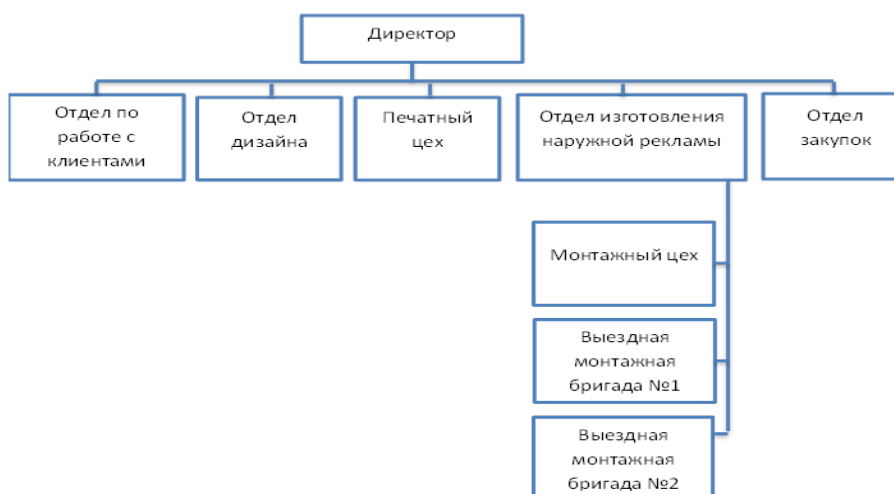 Директор
Отдел по
работе с
клиентами
Отдел
дизайна
Печатный
цех
Отдел изготовления
наружной рекламы
Отдел
закупок
Монтажный цех
Выездная
монтажная
бригада №1
Выездная
монтажная
бригада №2